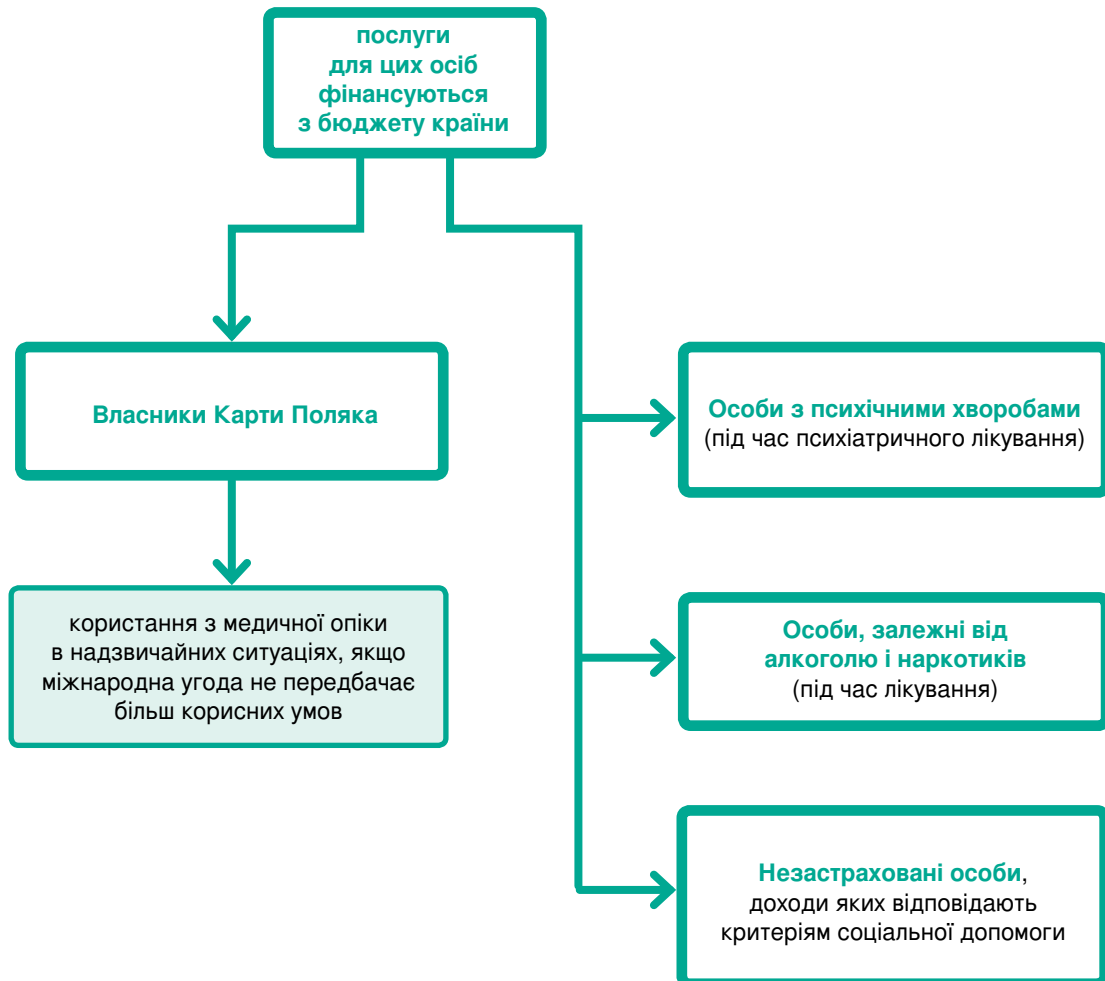 послуги
для цих осіб
фінансуються
з бюджету країни
Власники Карти Поляка
користання з медичної опіки
в надзвичайних ситуаціях, якщо
міжнародна угода не передбачає
більш корисних умов
Особи з психічними хворобами
(під час психіатричного лікування)
Особи, залежні від
алкоголю і наркотиків
(під час лікування)
Незастраховані особи,
доходи яких відповідають
критеріям соціальної допомоги